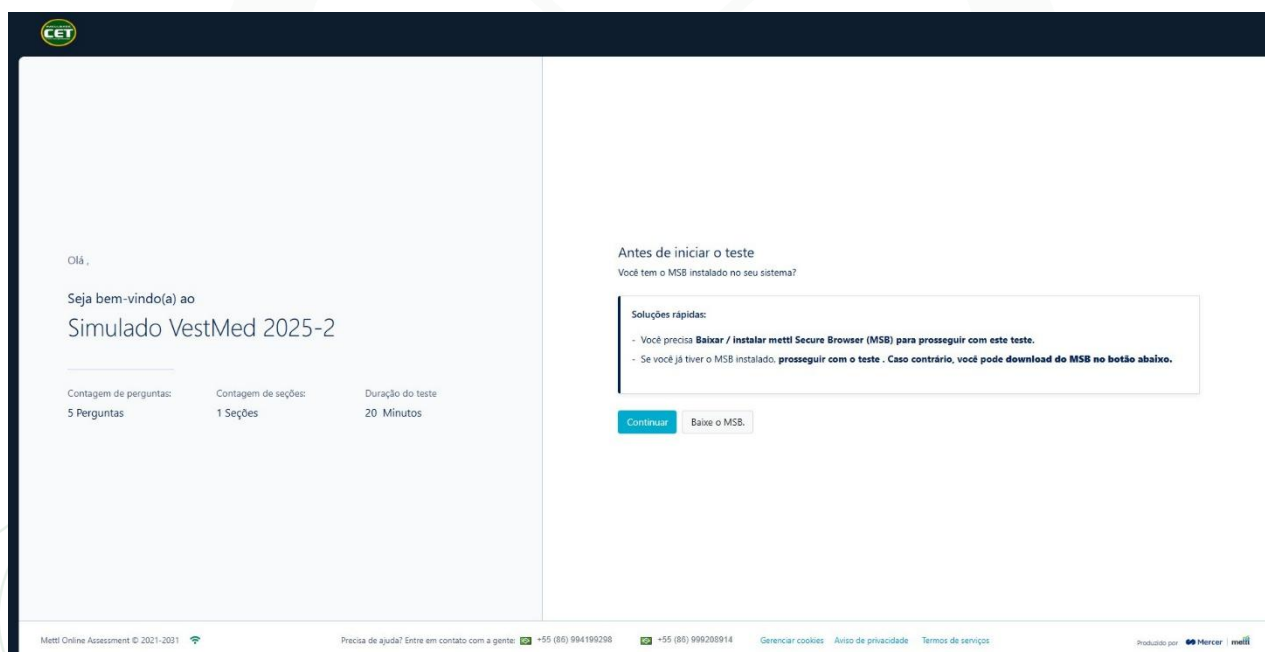 CET
Olá ,
Seja bem-vindo(a) ao
Simulado VestMed 2025-2
Contagem de perguntas: Contagem de seções: Duração do teste
5 Perguntas 1 Seções 20 Minutos
Antes de iniciar o teste
Você tem o MSB instalado no seu sistema?
Soluções rápidas:
- Você precisa Baixar / instalar mettl Secure Browser (MSB) para prosseguir com este teste.
- Se você já tiver o MSB instalado, prosseguir com o teste . Caso contrário, você pode download do MSB no botão abaixo.
Continuar Baixe o MSB.
Mettl Online Assessment © 2021-2031 Precisa de ajuda? Entre em contato com a gente: +55 (86) 994199298 +55 (86) 999208914 Gerenciar cookies Aviso de privacidade Termos de serviços Produzido por Mercer | mettl